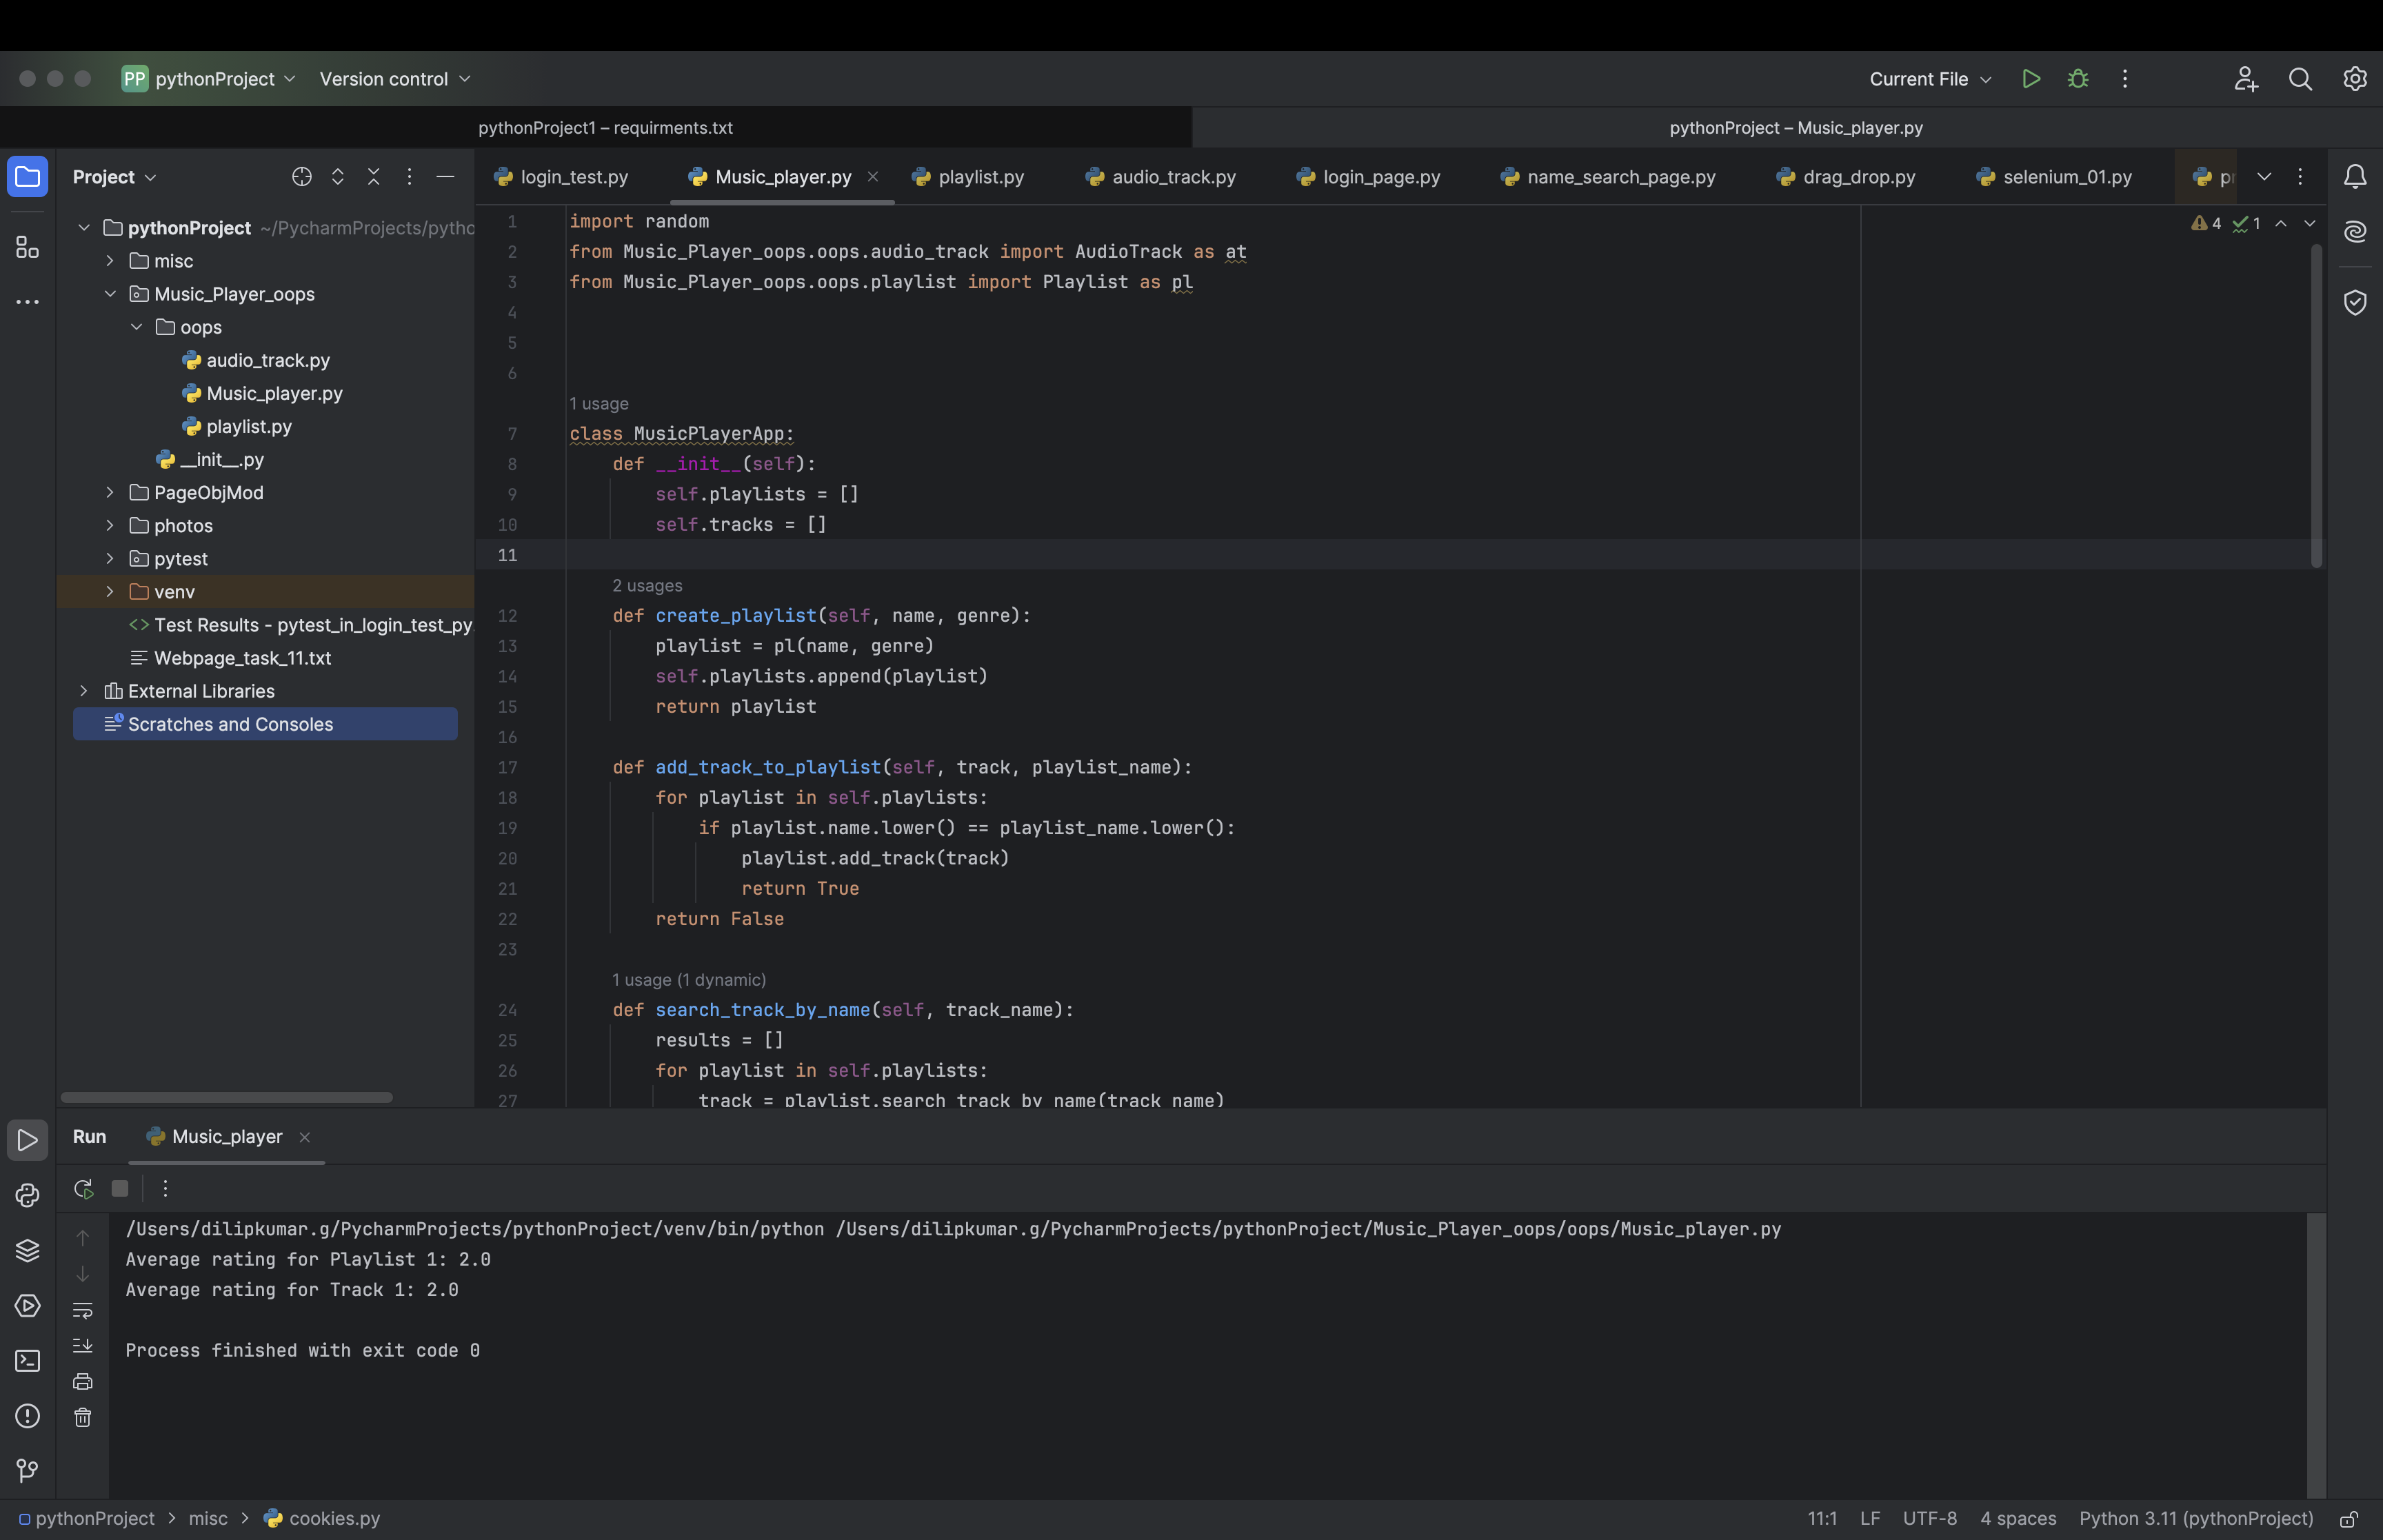 PP pythonProject Version control Current File
pythonProject1 – requirments.txt pythonProject – Music_player.py
Project
login_test.py Music_player.py playlist.py audio_track.py login_page.py name_search_page.py drag_drop.py selenium_01.py
pythonProject ~/PycharmProjects/pytho
misc
Music_Player_oops
oops
audio_track.py
Music_player.py
playlist.py
__init__.py
PageObjMod
photos
pytest
venv
Test Results - pytest_in_login_test_py.
Webpage_task_11.txt
External Libraries
Scratches and Consoles
4 1
1 import random
2 from Music_Player_oops.oops.audio_track import AudioTrack as at
3 from Music_Player_oops.oops.playlist import Playlist as pl
4
5
6
1 usage
7 class MusicPlayerApp:
8 def __init__(self):
9 self.playlists = []
10 self.tracks = []
11
2 usages
12 def create_playlist(self, name, genre):
13 playlist = pl(name, genre)
14 self.playlists.append(playlist)
15 return playlist
16
17 def add_track_to_playlist(self, track, playlist_name):
18 for playlist in self.playlists:
19 if playlist.name.lower() == playlist_name.lower():
20 playlist.add_track(track)
21 return True
22 return False
23
1 usage (1 dynamic)
24 def search_track_by_name(self, track_name):
25 results = []
26 for playlist in self.playlists:
27 track = playlist.search_track_by_name(track_name)
Run Music_player
/Users/dilipkumar.g/PycharmProjects/pythonProject/venv/bin/python /Users/dilipkumar.g/PycharmProjects/pythonProject/Music_Player_oops/oops/Music_player.py
Average rating for Playlist 1: 2.0
Average rating for Track 1: 2.0
Process finished with exit code 0
pythonProject > misc > cookies.py 11:1 LF UTF-8 4 spaces Python 3.11 (pythonProject)